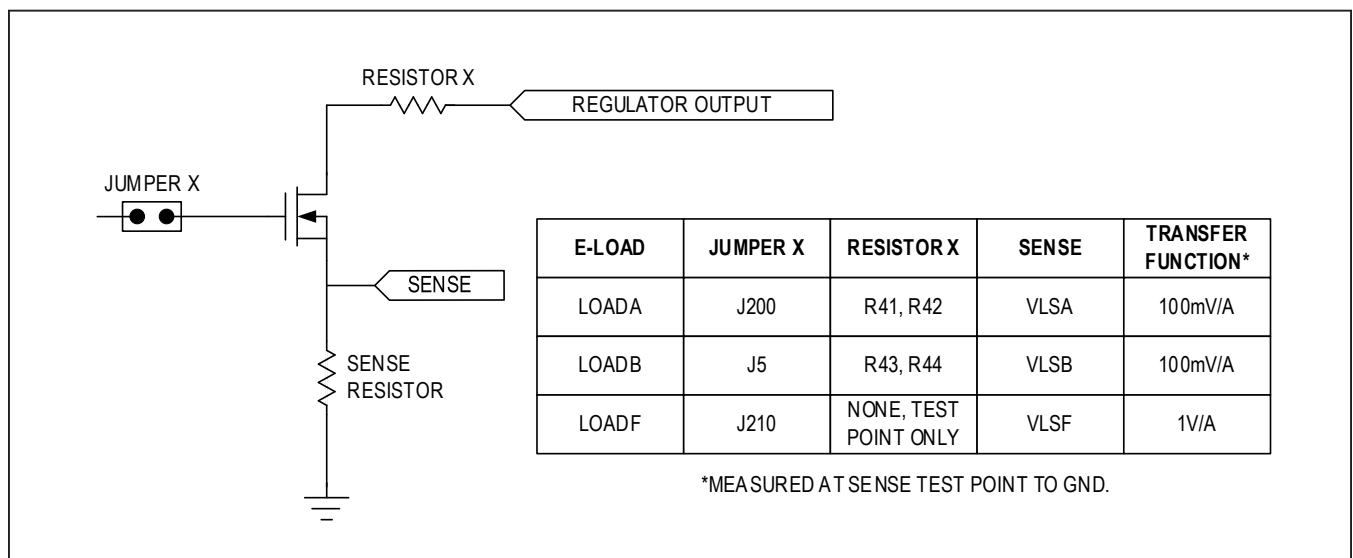 RESISTOR X
REGULATOR OUTPUT
JUMPER X
SENSE
SENSE
RESISTOR
E-LOAD JUMPER X RESISTOR X SENSE TRANSFER FUNCTION*
LOADA J200 R41, R42 VLSA 100mV/A
LOADB J5 R43, R44 VLSB 100mV/A
LOADF J210 NONE, TEST POINT ONLY VLSF 1V/A
*MEASURED AT SENSE TEST POINT TO GND.